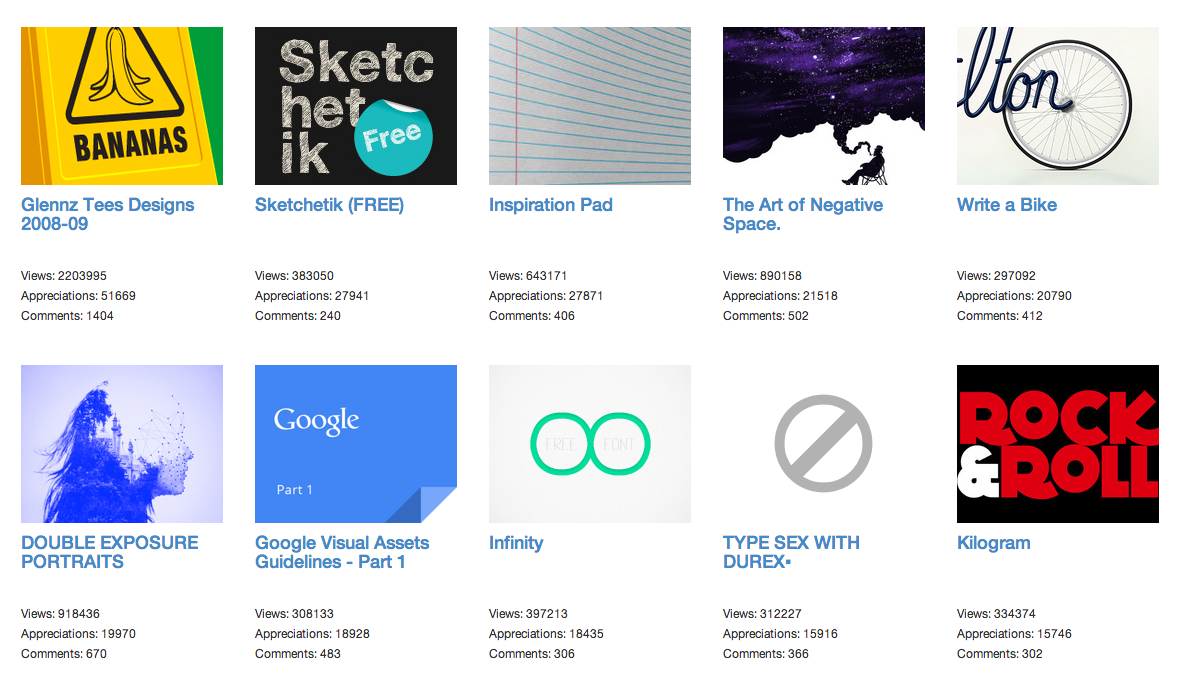 BANANAS
Sketc
het
ik
Free
lton
Glennz Tees Designs
2008-09
Sketchetik (FREE)
Inspiration Pad
The Art of Negative
Space.
Write a Bike
Views: 2203995
Appreciations: 51669
Comments: 1404
Views: 383050
Appreciations: 27941
Comments: 240
Views: 643171
Appreciations: 27871
Comments: 406
Views: 890158
Appreciations: 21518
Comments: 502
Views: 297092
Appreciations: 20790
Comments: 412
Google
Part 1
FREE FONT
ROCK
&ROLL
DOUBLE EXPOSURE
PORTRAITS
Google Visual Assets
Guidelines - Part 1
Infinity
TYPE SEX WITH
DUREX▪
Kilogram
Views: 918436
Appreciations: 19970
Comments: 670
Views: 308133
Appreciations: 18928
Comments: 483
Views: 397213
Appreciations: 18435
Comments: 306
Views: 312227
Appreciations: 15916
Comments: 366
Views: 334374
Appreciations: 15746
Comments: 302